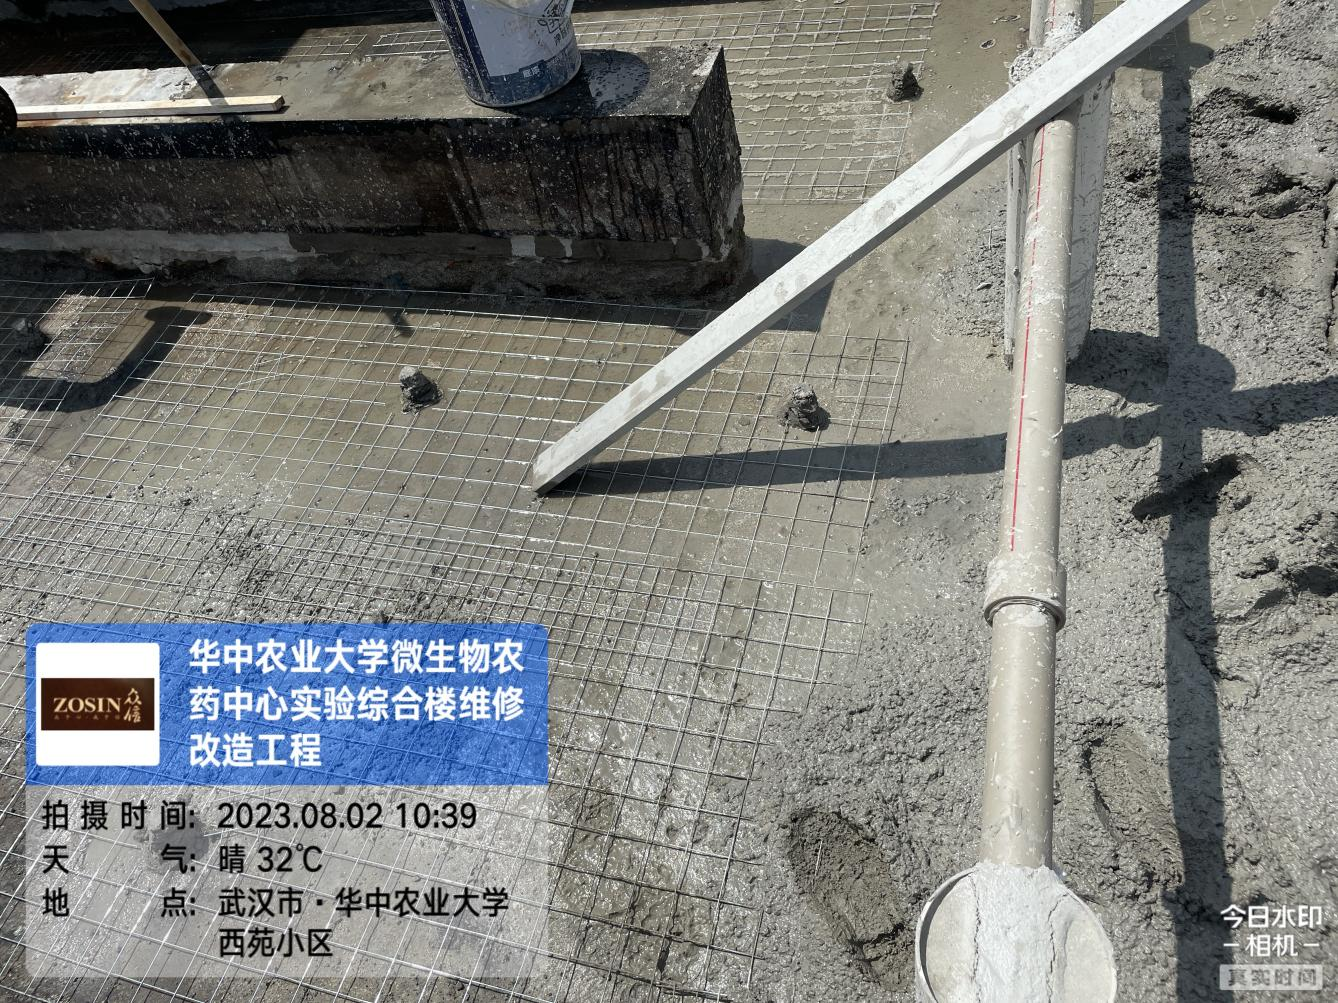 华中农业大学微生物农
药中心实验综合楼维修
改造工程
ZOSIN众信
拍摄时间: 2023.08.02 10:39
天气: 晴 32℃
地点: 武汉市·华中农业大学
西苑小区
今日水印
相机
真实时间